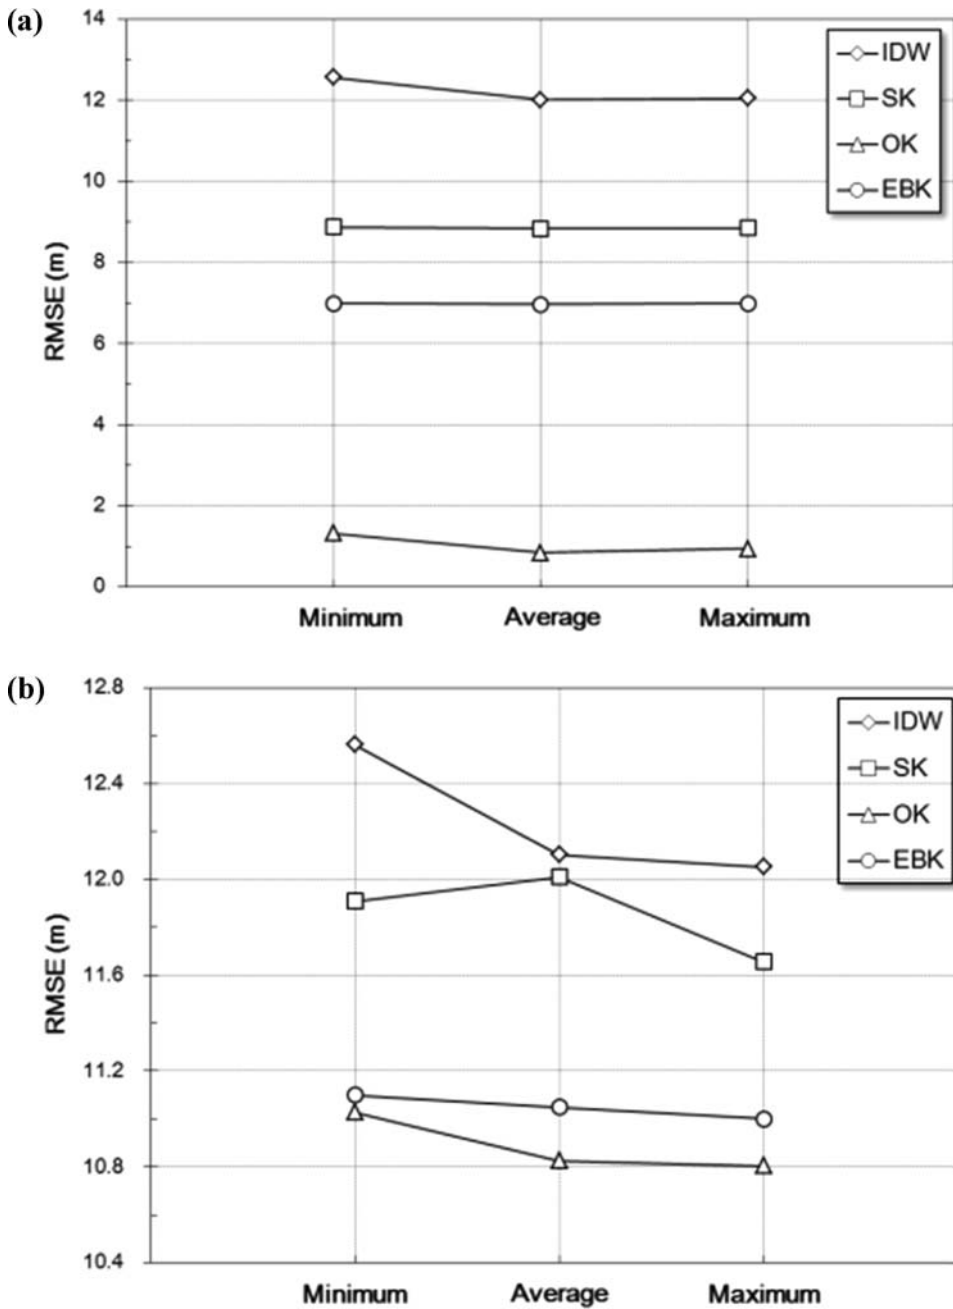 (a)
14
12
10
8
6
4
2
0
RMSE (m)
IDW
SK
OK
EBK
Minimum Average Maximum
(b)
12.8
12.4
12.0
11.6
11.2
10.8
10.4
RMSE (m)
IDW
SK
OK
EBK
Minimum Average Maximum